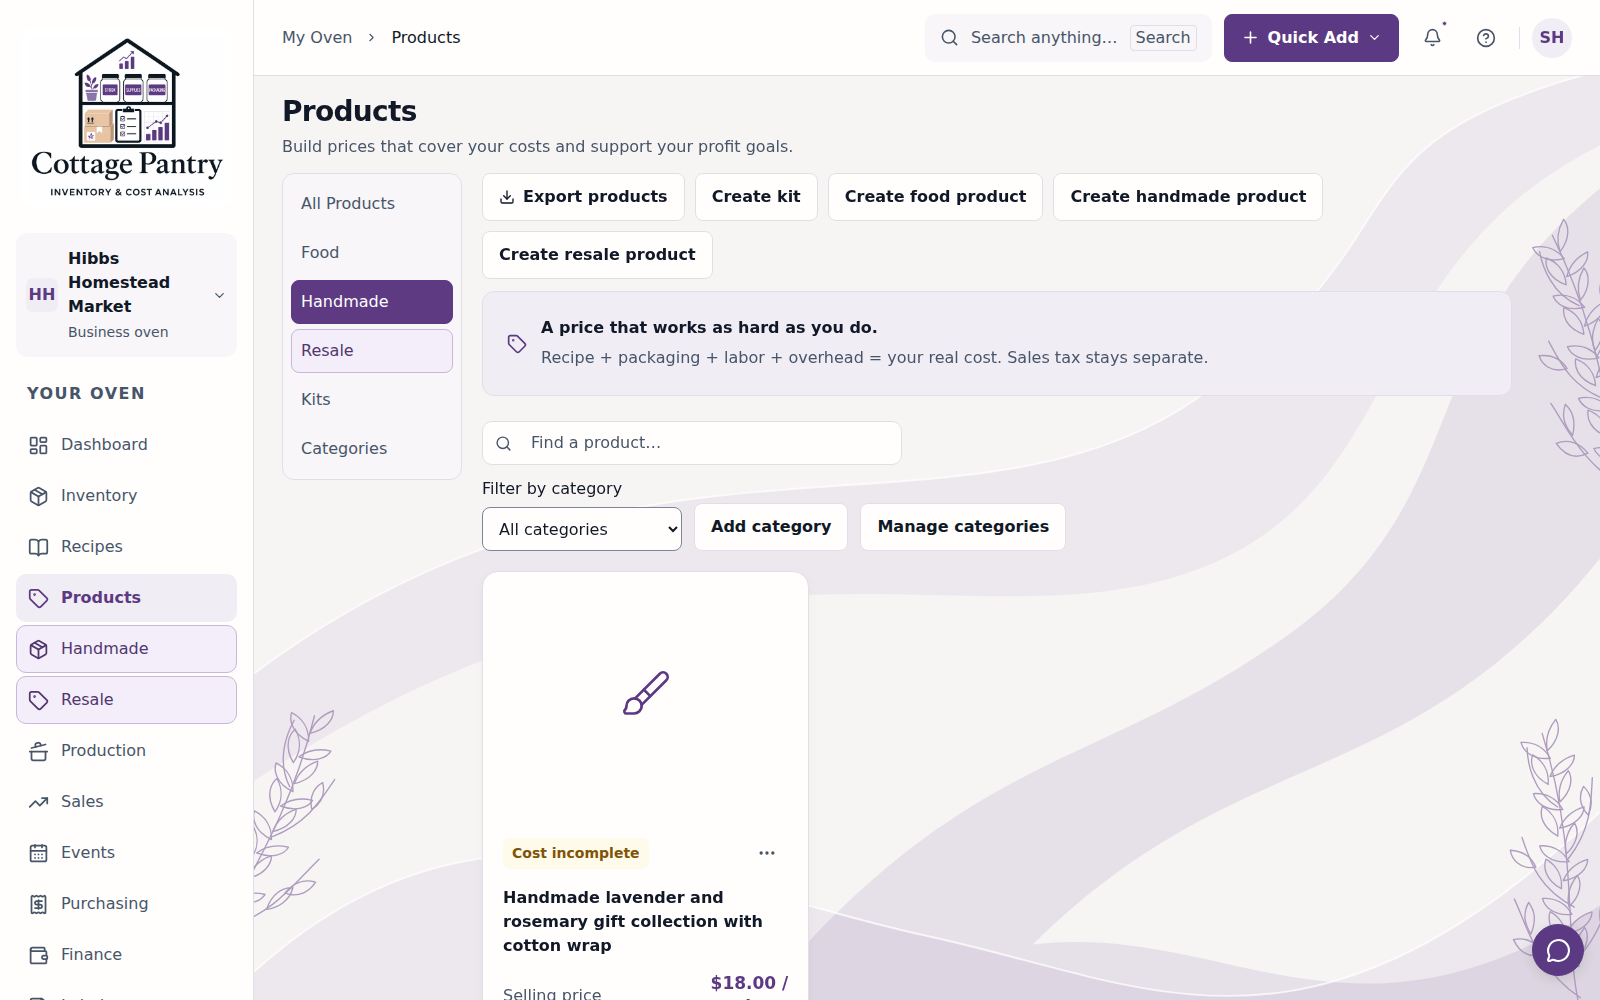 Cottage Pantry
INVENTORY & COST ANALYSIS
HH
Hibbs
Homestead
Market
Business oven
YOUR OVEN
Dashboard
Inventory
Recipes
Products
Handmade
Resale
Production
Sales
Events
Purchasing
Finance
My Oven
Products
Search anything...
Search
Quick Add
SH
Products
Build prices that cover your costs and support your profit goals.
All Products
Food
Handmade
Resale
Kits
Categories
Export products
Create kit
Create food product
Create handmade product
Create resale product
A price that works as hard as you do.
Recipe + packaging + labor + overhead = your real cost. Sales tax stays separate.
Find a product...
Filter by category
All categories
Add category
Manage categories
Cost incomplete
Handmade lavender and
rosemary gift collection with
cotton wrap
Selling price
$18.00 /